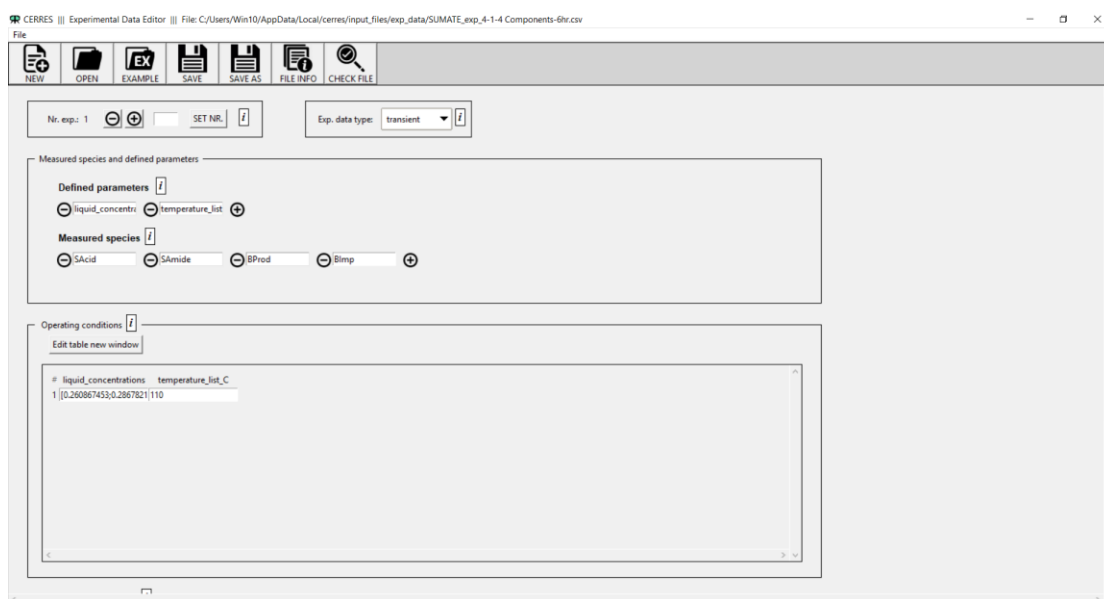 CERRES ||| Experimental Data Editor ||| File: C:/Users/Win10/AppData/Local/cerres/input_files/exp_data/SUMATE_exp_4-1-4 Components-6hr.csv
File
NEW OPEN EXAMPLE SAVE SAVE AS FILE INFO CHECK FILE
Nr. exp.: 1 SET NR. i Exp. data type: transient i
Measured species and defined parameters
Defined parameters i
liquid_concentra temperature_list
Measured species i
SAcid SAmide BProd BImp
Operating conditions i
Edit table new window
# liquid_concentrations temperature_list_C
1 [0.260867453;0.2867821 110